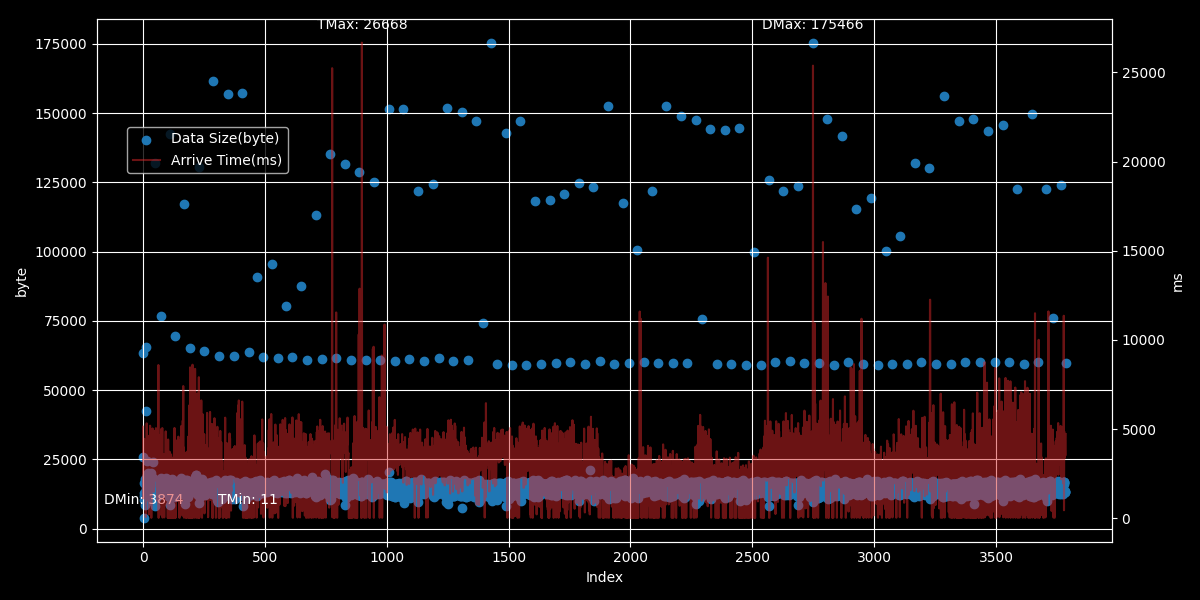 TMax: 26668 DMax: 175466
175000
150000
125000
100000
75000
50000
25000
0
byte
Data Size(byte)
Arrive Time(ms)
DMin: 3874 TMin: 11
25000
20000
15000
10000
5000
0
ms
0 500 1000 1500 2000 2500 3000 3500
Index